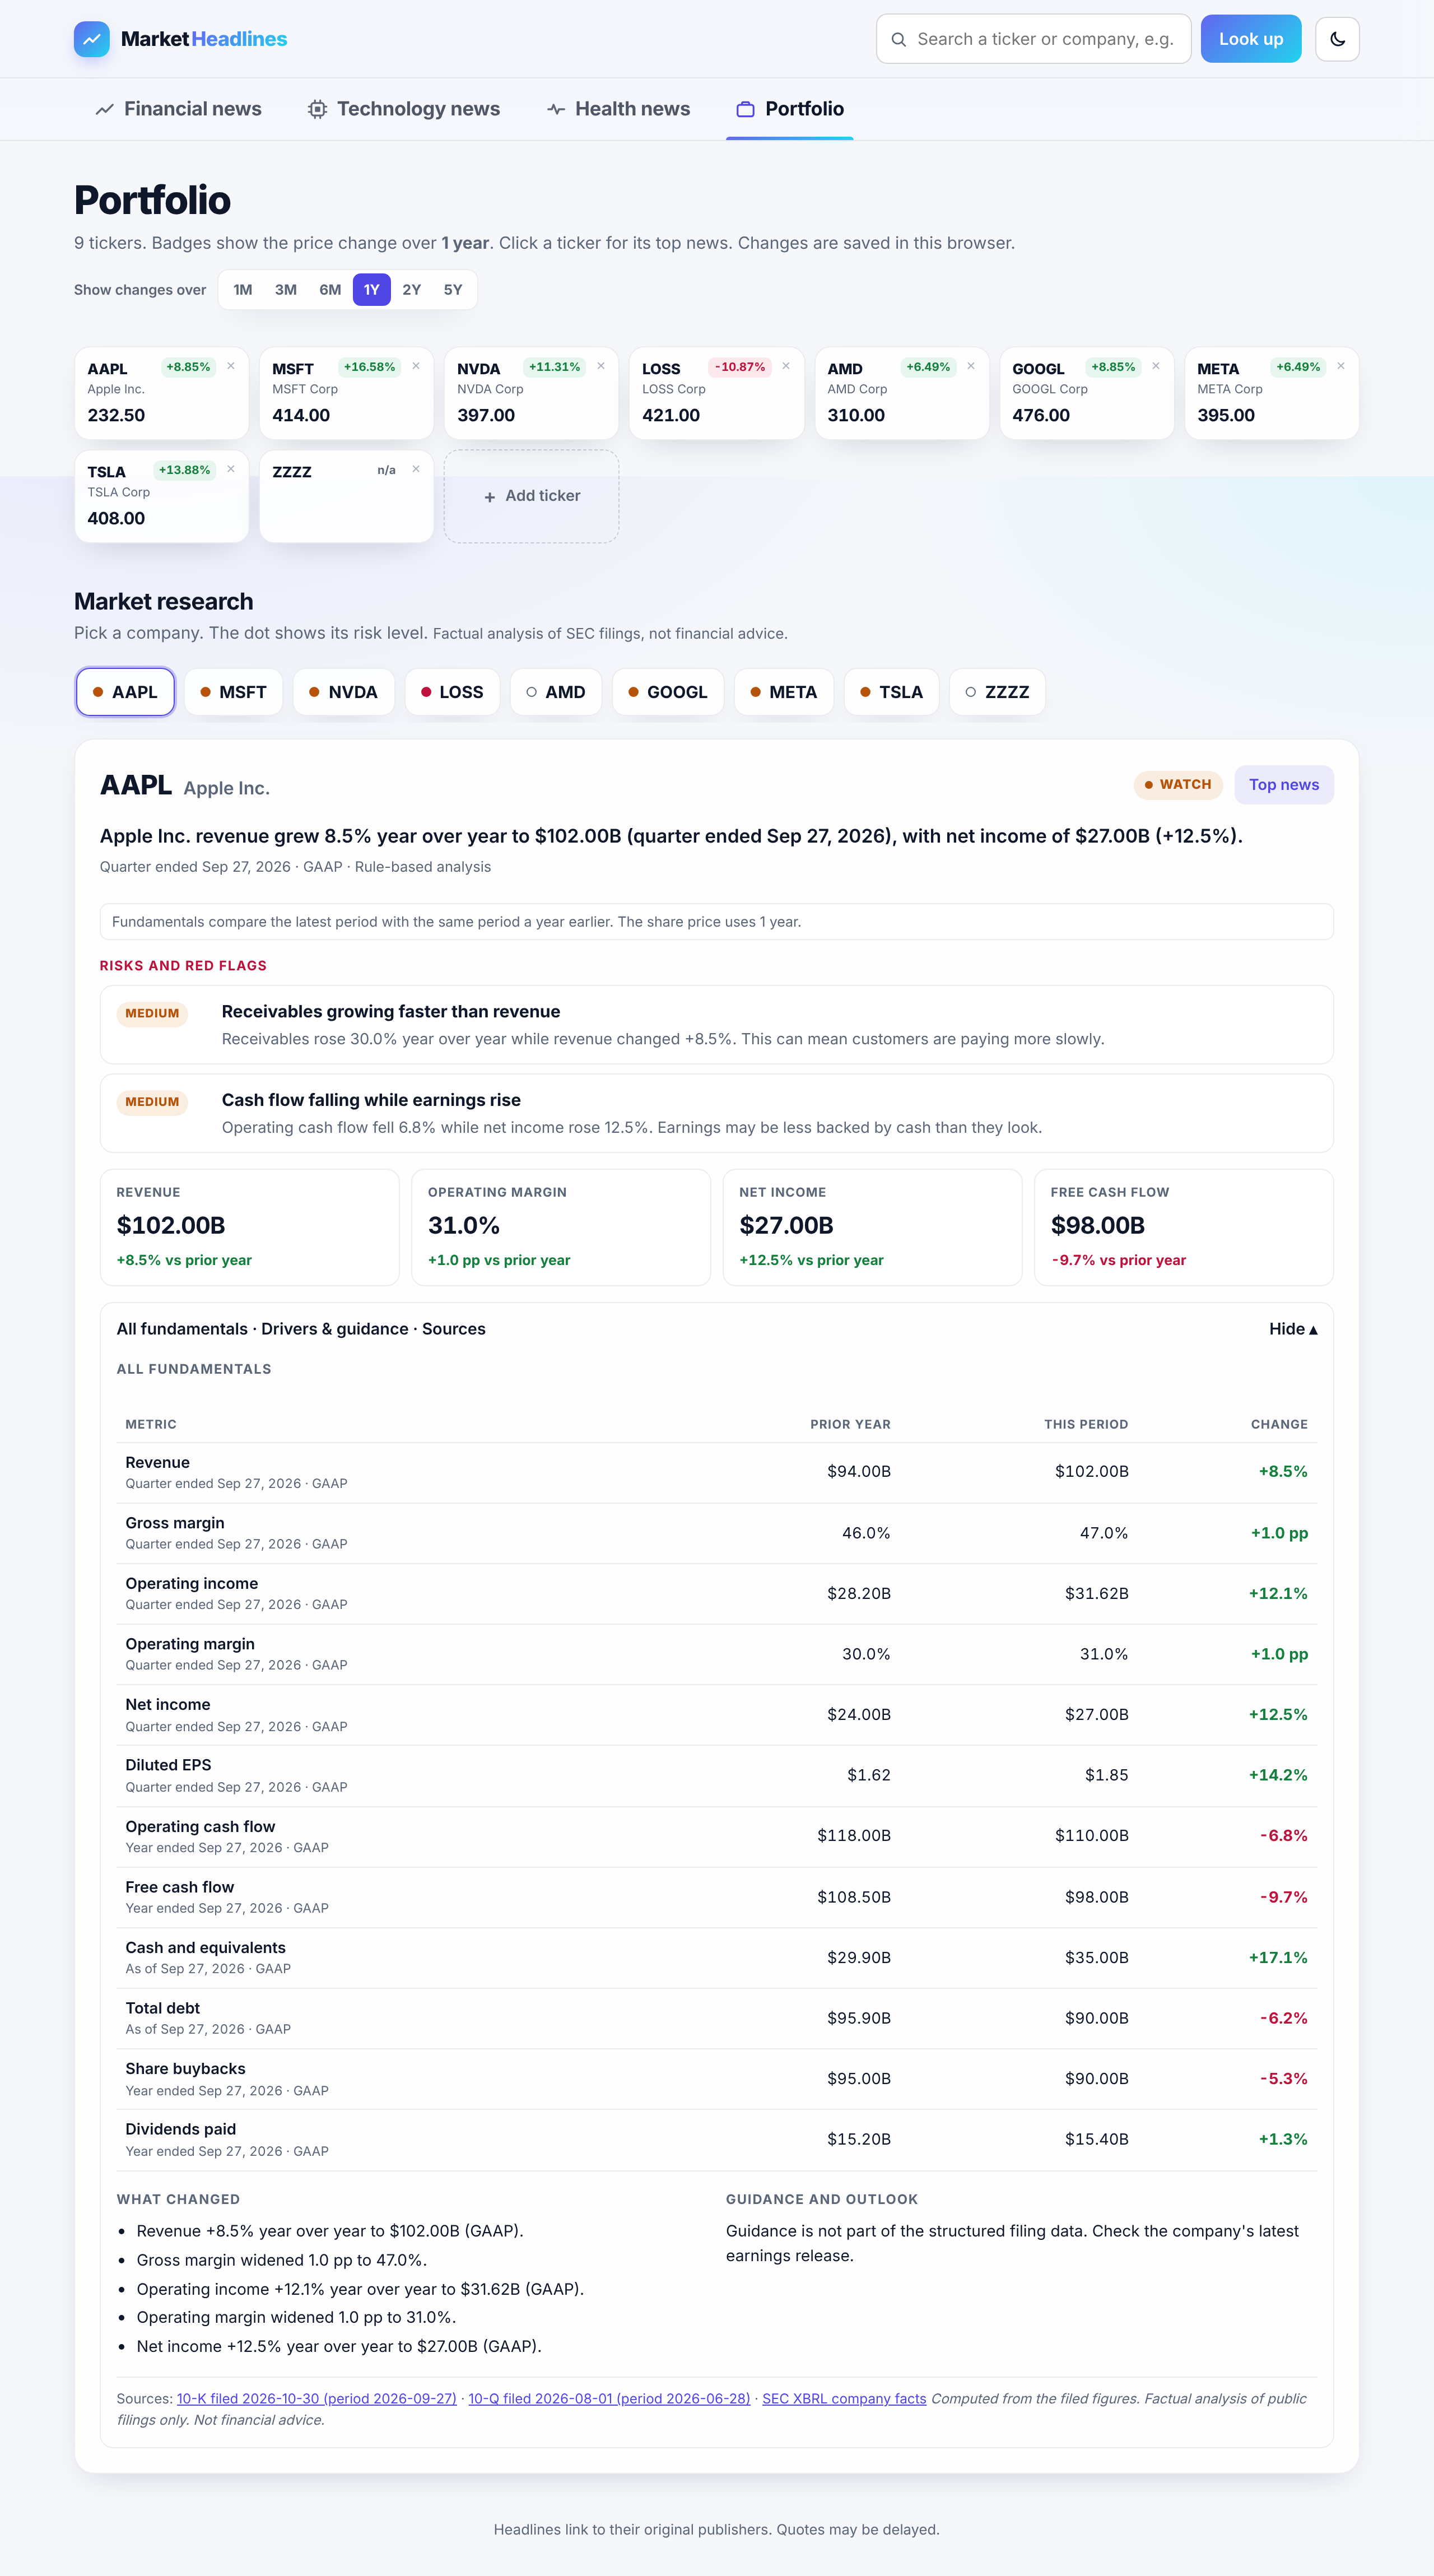 MarketHeadlines
Search a ticker or company, e.g.
Look up
Financial news
Technology news
Health news
Portfolio
Portfolio
9 tickers. Badges show the price change over 1 year. Click a ticker for its top news. Changes are saved in this browser.
Show changes over 1M 3M 6M 1Y 2Y 5Y
AAPL +8.85% ×
Apple Inc.
232.50
MSFT +16.58% ×
MSFT Corp
414.00
NVDA +11.31% ×
NVDA Corp
397.00
LOSS -10.87% ×
LOSS Corp
421.00
AMD +6.49% ×
AMD Corp
310.00
GOOGL +8.85% ×
GOOGL Corp
476.00
META +6.49% ×
META Corp
395.00
TSLA +13.88% ×
TSLA Corp
408.00
ZZZZ n/a ×
+ Add ticker
Market research
Pick a company. The dot shows its risk level. Factual analysis of SEC filings, not financial advice.
AAPL MSFT NVDA LOSS AMD GOOGL META TSLA ZZZZ
AAPL Apple Inc.
WATCH
Top news
Apple Inc. revenue grew 8.5% year over year to $102.00B (quarter ended Sep 27, 2026), with net income of $27.00B (+12.5%).
Quarter ended Sep 27, 2026 · GAAP · Rule-based analysis
Fundamentals compare the latest period with the same period a year earlier. The share price uses 1 year.
RISKS AND RED FLAGS
MEDIUM
Receivables growing faster than revenue
Receivables rose 30.0% year over year while revenue changed +8.5%. This can mean customers are paying more slowly.
MEDIUM
Cash flow falling while earnings rise
Operating cash flow fell 6.8% while net income rose 12.5%. Earnings may be less backed by cash than they look.
REVENUE
$102.00B
+8.5% vs prior year
OPERATING MARGIN
31.0%
+1.0 pp vs prior year
NET INCOME
$27.00B
+12.5% vs prior year
FREE CASH FLOW
$98.00B
-9.7% vs prior year
All fundamentals · Drivers & guidance · Sources
Hide ▴
ALL FUNDAMENTALS
METRIC PRIOR YEAR THIS PERIOD CHANGE
Revenue
Quarter ended Sep 27, 2026 · GAAP
$94.00B $102.00B +8.5%
Gross margin
Quarter ended Sep 27, 2026 · GAAP
46.0% 47.0% +1.0 pp
Operating income
Quarter ended Sep 27, 2026 · GAAP
$28.20B $31.62B +12.1%
Operating margin
Quarter ended Sep 27, 2026 · GAAP
30.0% 31.0% +1.0 pp
Net income
Quarter ended Sep 27, 2026 · GAAP
$24.00B $27.00B +12.5%
Diluted EPS
Quarter ended Sep 27, 2026 · GAAP
$1.62 $1.85 +14.2%
Operating cash flow
Year ended Sep 27, 2026 · GAAP
$118.00B $110.00B -6.8%
Free cash flow
Year ended Sep 27, 2026 · GAAP
$108.50B $98.00B -9.7%
Cash and equivalents
As of Sep 27, 2026 · GAAP
$29.90B $35.00B +17.1%
Total debt
As of Sep 27, 2026 · GAAP
$95.90B $90.00B -6.2%
Share buybacks
Year ended Sep 27, 2026 · GAAP
$95.00B $90.00B -5.3%
Dividends paid
Year ended Sep 27, 2026 · GAAP
$15.20B $15.40B +1.3%
WHAT CHANGED
• Revenue +8.5% year over year to $102.00B (GAAP).
• Gross margin widened 1.0 pp to 47.0%.
• Operating income +12.1% year over year to $31.62B (GAAP).
• Operating margin widened 1.0 pp to 31.0%.
• Net income +12.5% year over year to $27.00B (GAAP).
GUIDANCE AND OUTLOOK
Guidance is not part of the structured filing data. Check the company's latest
earnings release.
Sources: 10-K filed 2026-10-30 (period 2026-09-27) · 10-Q filed 2026-08-01 (period 2026-06-28) · SEC XBRL company facts Computed from the filed figures. Factual analysis of public
filings only. Not financial advice.
Headlines link to their original publishers. Quotes may be delayed.